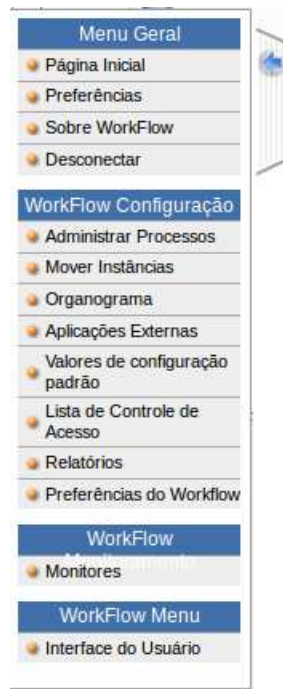 Menu Geral
Página Inicial
Preferências
Sobre WorkFlow
Desconectar
WorkFlow Configuração
Administrar Processos
Mover Instâncias
Organograma
Aplicações Externas
Valores de configuração
padrão
Lista de Controle de
Acesso
Relatórios
Preferências do Workflow
WorkFlow
Monitores
WorkFlow Menu
Interface do Usuário